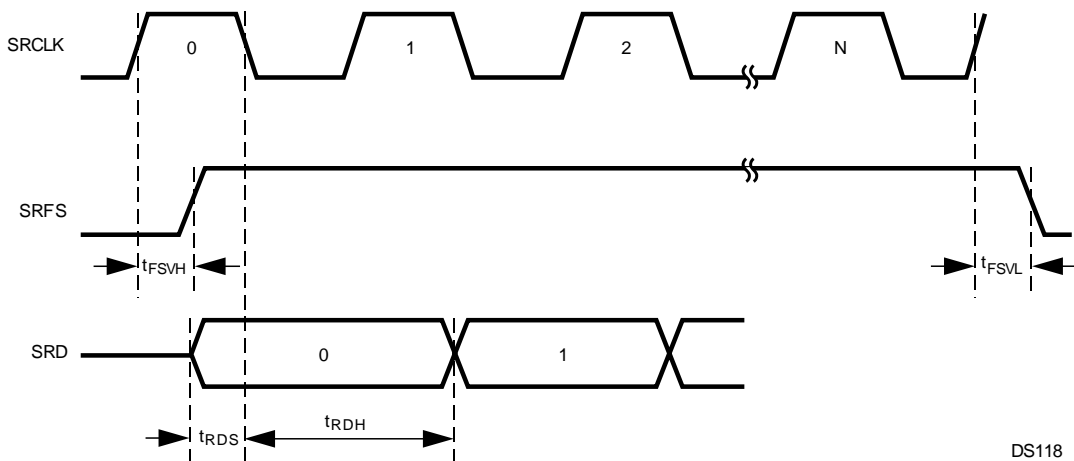 SRCLK
0
1
2
N
SRFS
tFSVH
tFSVL
SRD
0
1
tRDS
tRDH
DS118